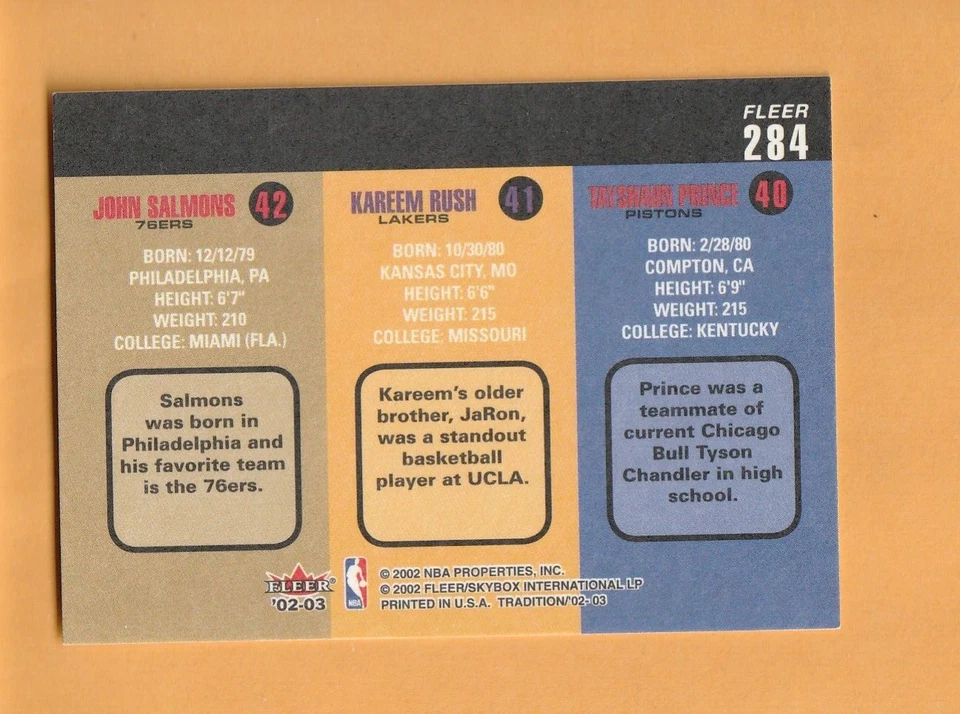 FLEER
284
JOHN SALMONS 42
76ERS
BORN: 12/12/79
PHILADELPHIA, PA
HEIGHT: 6'7"
WEIGHT: 210
COLLEGE: MIAMI (FLA.)
Salmons
was born in
Philadelphia and
his favorite team
is the 76ers.
KAREEM RUSH 41
LAKERS
BORN: 10/30/80
KANSAS CITY, MO
HEIGHT: 6'6"
WEIGHT: 215
COLLEGE: MISSOURI
Kareem's older
brother, JaRon,
was a standout
basketball
player at UCLA.
TAYSHAUN PRINCE 40
PISTONS
BORN: 2/28/80
COMPTON, CA
HEIGHT: 6'9"
WEIGHT: 215
COLLEGE: KENTUCKY
Prince was a
teammate of
current Chicago
Bull Tyson
Chandler in high
school.
FLEER
'02-03
NBA
© 2002 NBA PROPERTIES, INC.
© 2002 FLEER/SKYBOX INTERNATIONAL LP
PRINTED IN U.S.A. TRADITION/'02-03